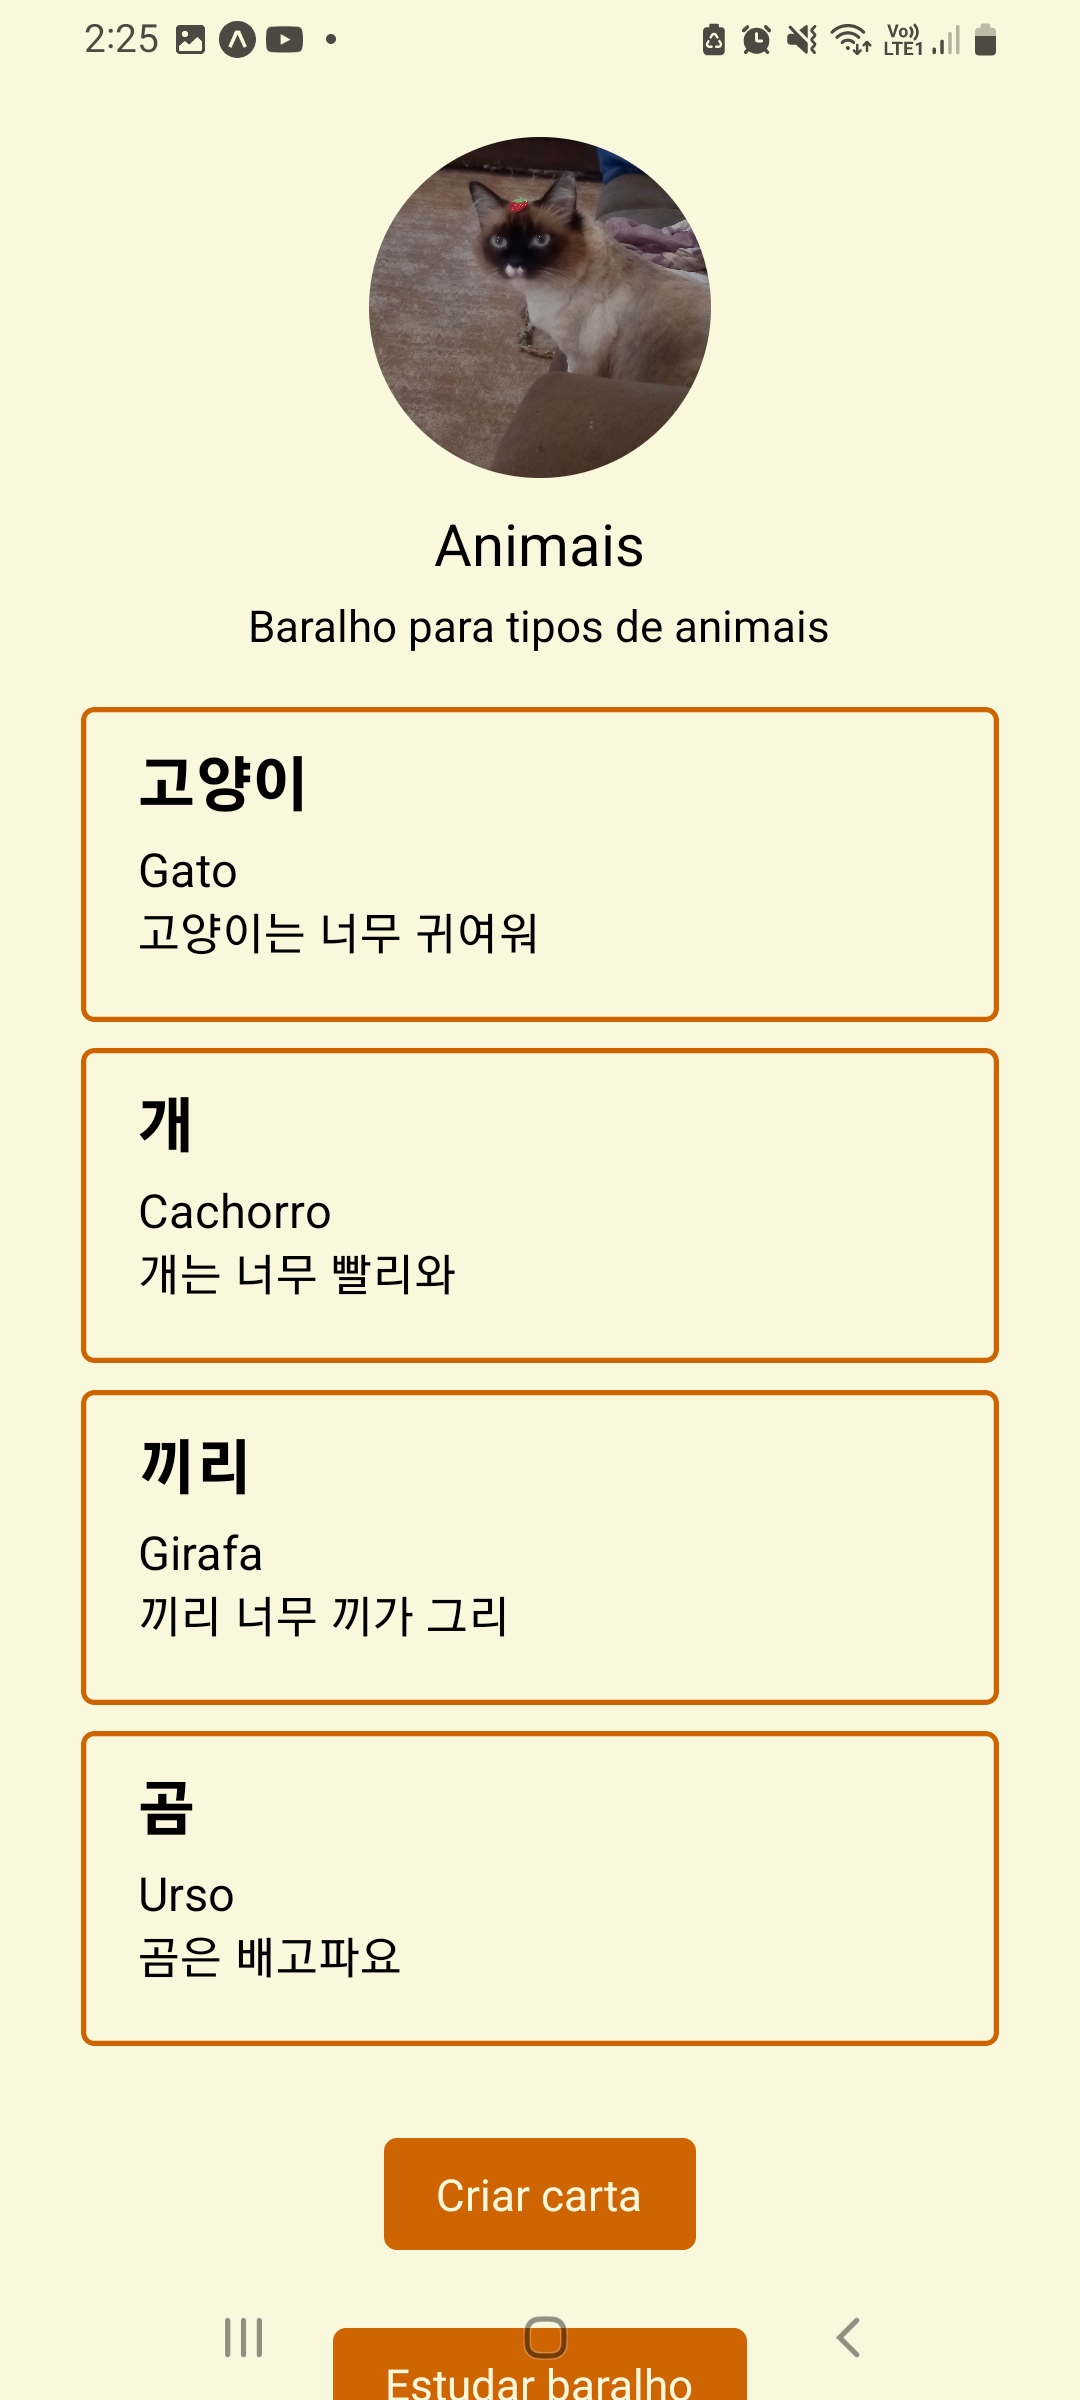 2:25
Vo))
LTE1
Animais
Baralho para tipos de animais
고양이
Gato
고양이는 너무 귀여워
개
Cachorro
개는 너무 빨리와
끼리
Girafa
끼리 너무 끼가 그리
곰
Urso
곰은 배고파요
Criar carta
Estudar baralho